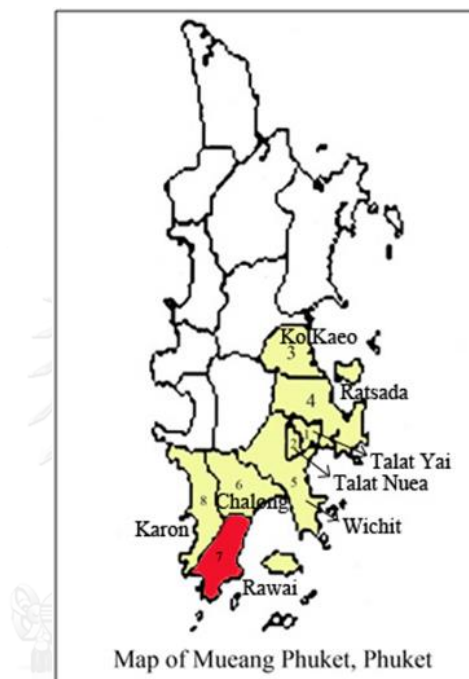 Ko Kaeo
3
Ratsada
4
1
2
Talat Yai
Talat Nuea
5
6
Chalong
8
Wichit
Karon
7
Rawai
Map of Mueang Phuket, Phuket